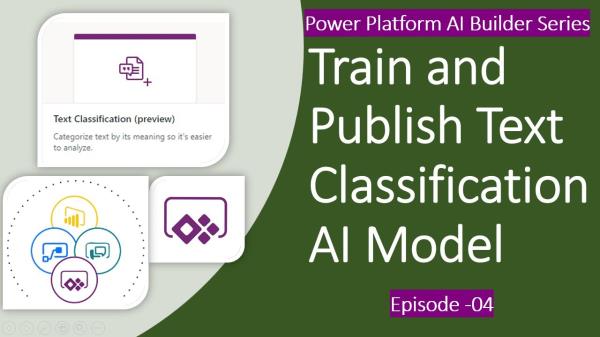 Power Platform AI Builder Series
Train and
Publish Text
Classification
AI Model
Episode -04
Text Classification (preview)
Categorize text by its meaning so it's easier
to analyze.